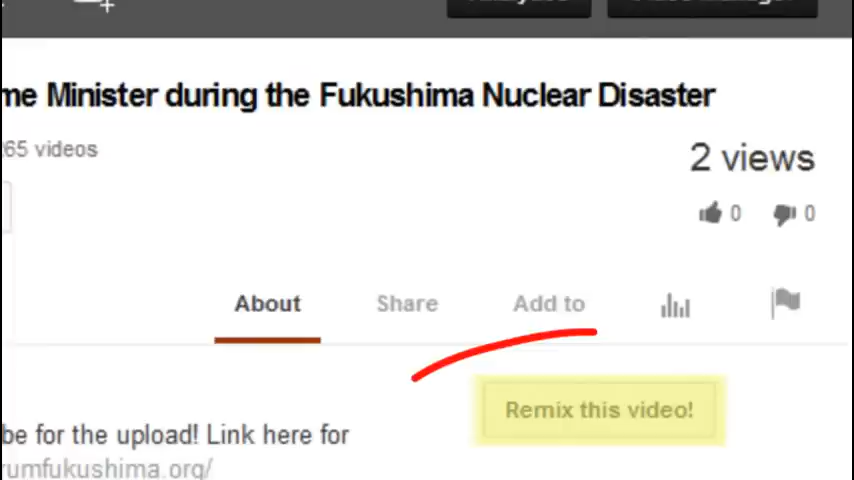 me Minister during the Fukushima Nuclear Disaster
265 videos
2 views
0 0
About Share Add to
Remix this video!
be for the upload! Link here for
rumfukushima.org/